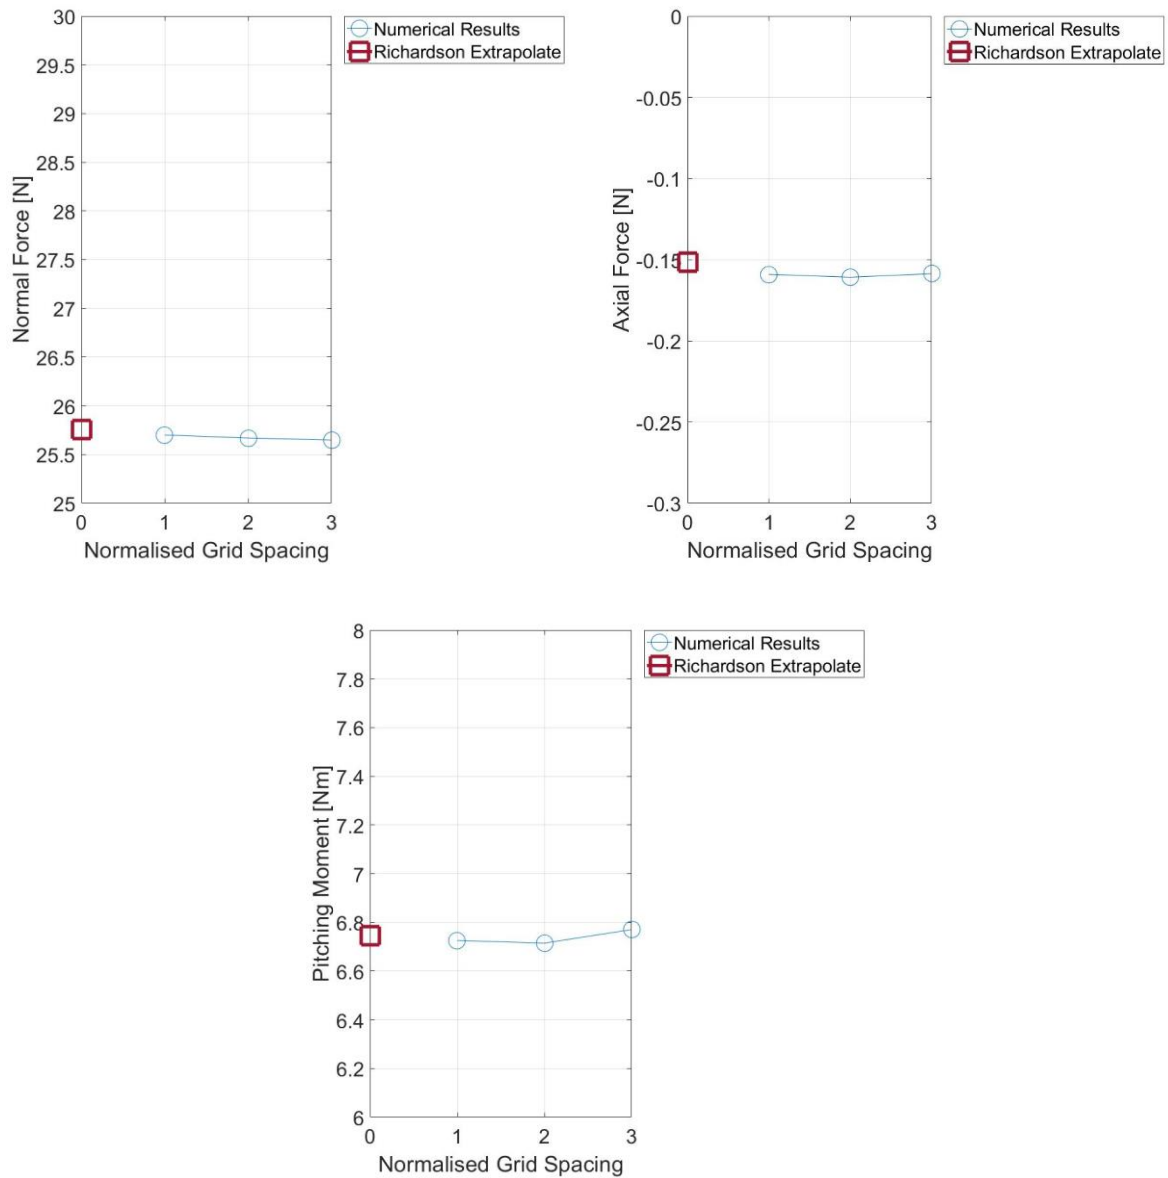 Normal Force [N]
30
29.5
29
28.5
28
27.5
27
26.5
26
25.5
25
0 1 2 3
Normalised Grid Spacing
Numerical Results
Richardson Extrapolate
Axial Force [N]
0
-0.05
-0.1
-0.15
-0.2
-0.25
-0.3
0 1 2 3
Normalised Grid Spacing
Numerical Results
Richardson Extrapolate
Pitching Moment [Nm]
8
7.8
7.6
7.4
7.2
7
6.8
6.6
6.4
6.2
6
0 1 2 3
Normalised Grid Spacing
Numerical Results
Richardson Extrapolate